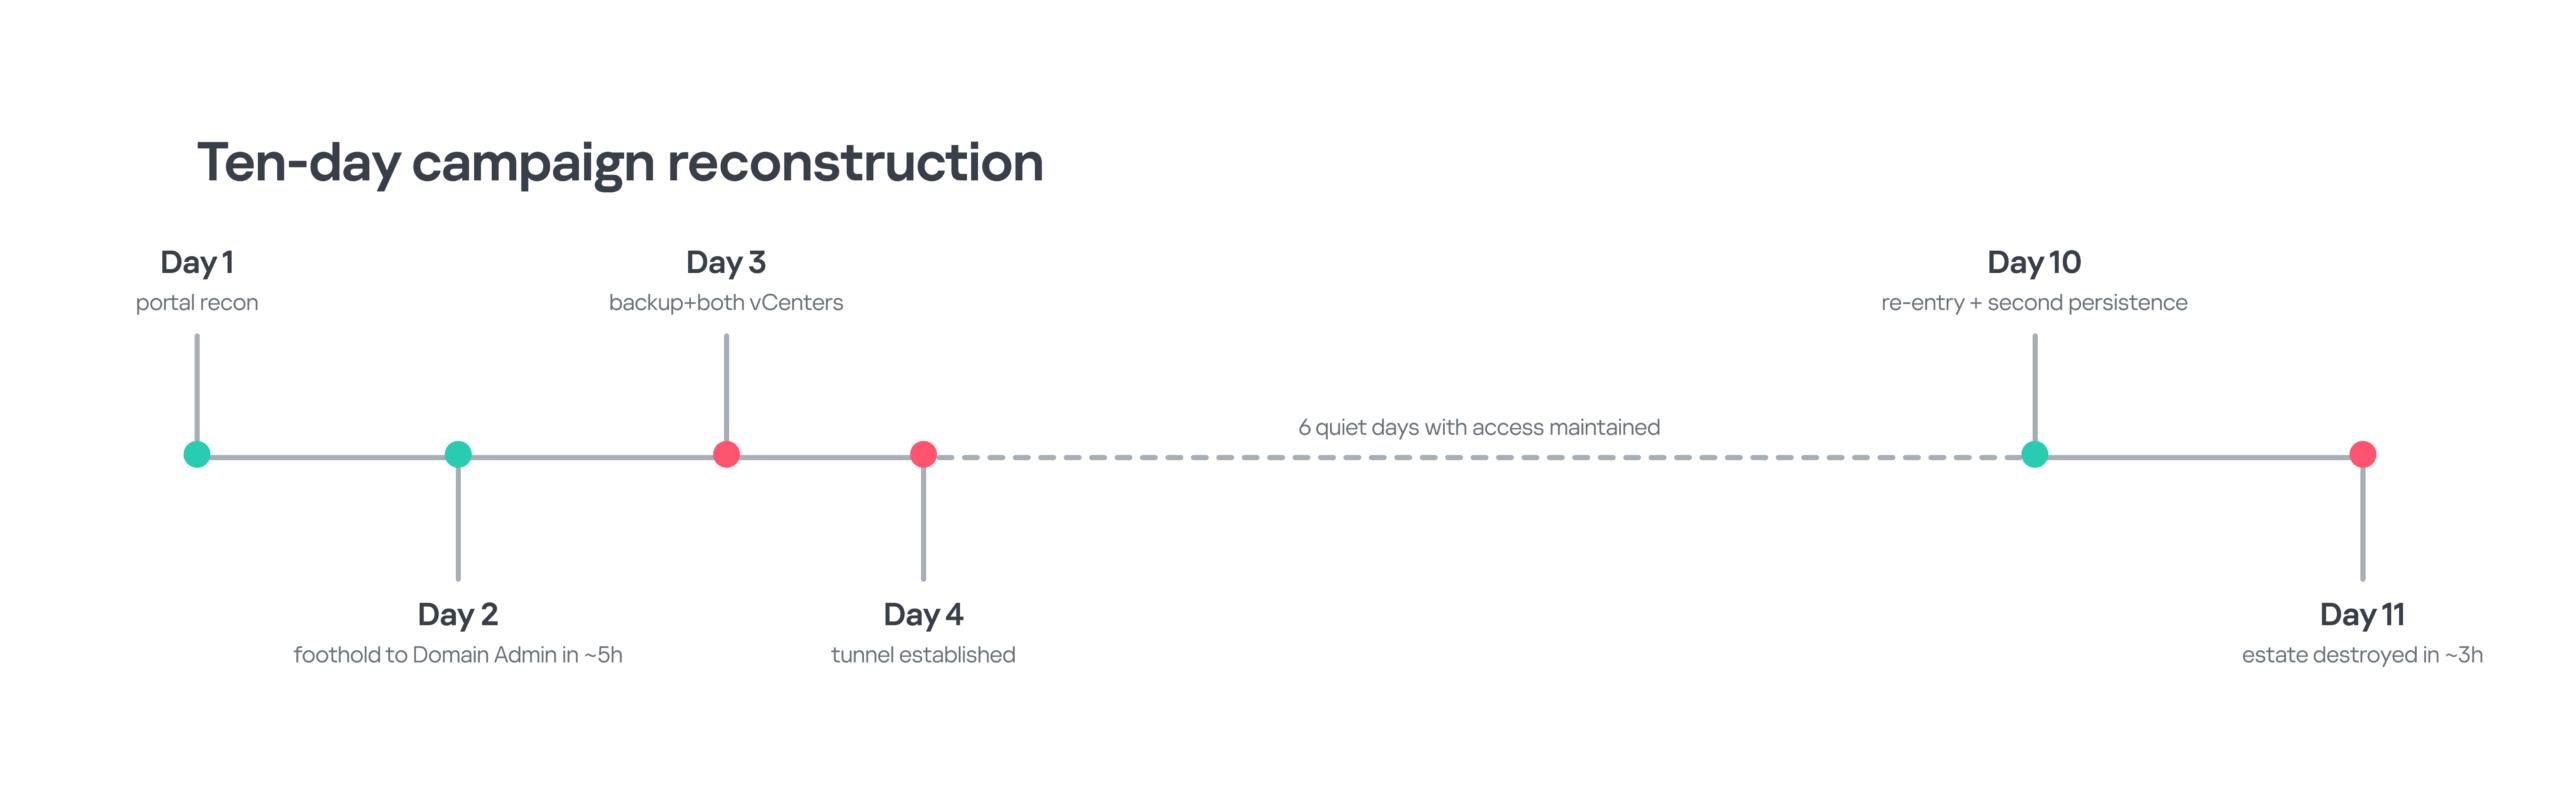 Ten-day campaign reconstruction
Day 1
portal recon
Day 3
backup+both vCenters
Day 10
re-entry + second persistence
6 quiet days with access maintained
Day 2
foothold to Domain Admin in ~5h
Day 4
tunnel established
Day 11
estate destroyed in ~3h